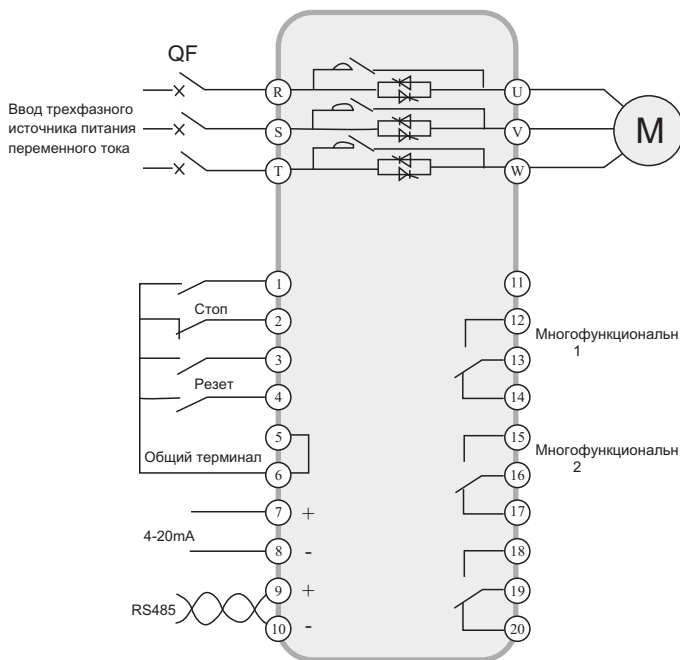 QF
R
U
Ввод трехфазного
источника питания
переменного тока
S
V
M
T
W
1
11
Стоп
2
12
Многофункциональн
1
3
13
Резет
4
14
5
15
Общий терминал
Многофункциональн
2
6
16
7
+
17
4-20mA
8
-
18
9
+
19
RS485
10
-
20